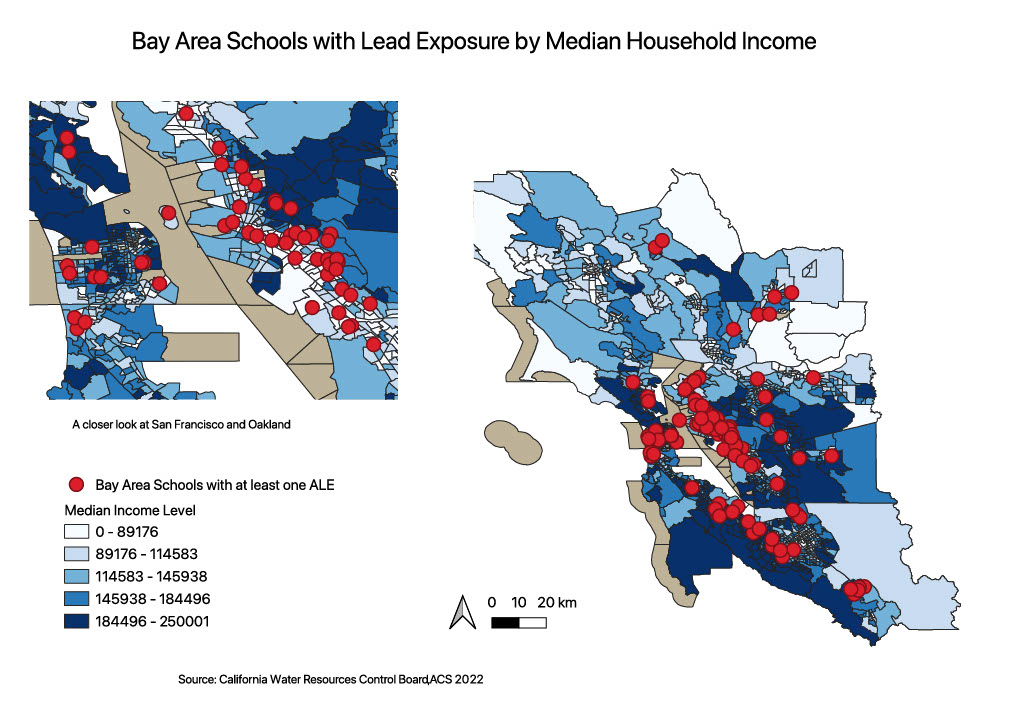 Bay Area Schools with Lead Exposure by Median Household Income
A closer look at San Francisco and Oakland
Bay Area Schools with at least one ALE
Median Income Level
0 - 89176
89176 - 114583
114583 - 145938
145938 - 184496
184496 - 250001
0 10 20 km
Source: California Water Resources Control Board,ACS 2022